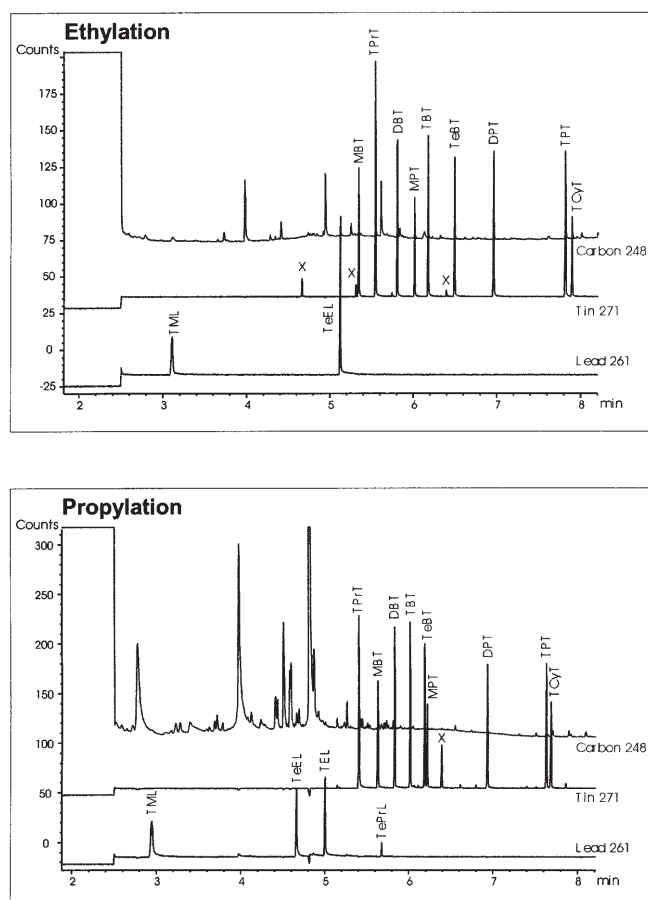 Ethylation
Counts
175
150
125
100
75
50
25
0
-25
TML
TeEL
X
X
MBT
TPrT
DBT
MPT
TBT
X
TeBT
DPT
TPT
TCyT
Carbon 248
Tin 271
Lead 261
2 3 4 5 6 7 8 min
Propylation
Counts
300
250
200
150
100
50
0
TML
TeEL
TEL
TPrT
MBT
TePrL
DBT
TBT
TeBT
MPT
X
DPT
TPT
TCyT
Carbon 248
Tin 271
Lead 261
2 3 4 5 6 7 8 min